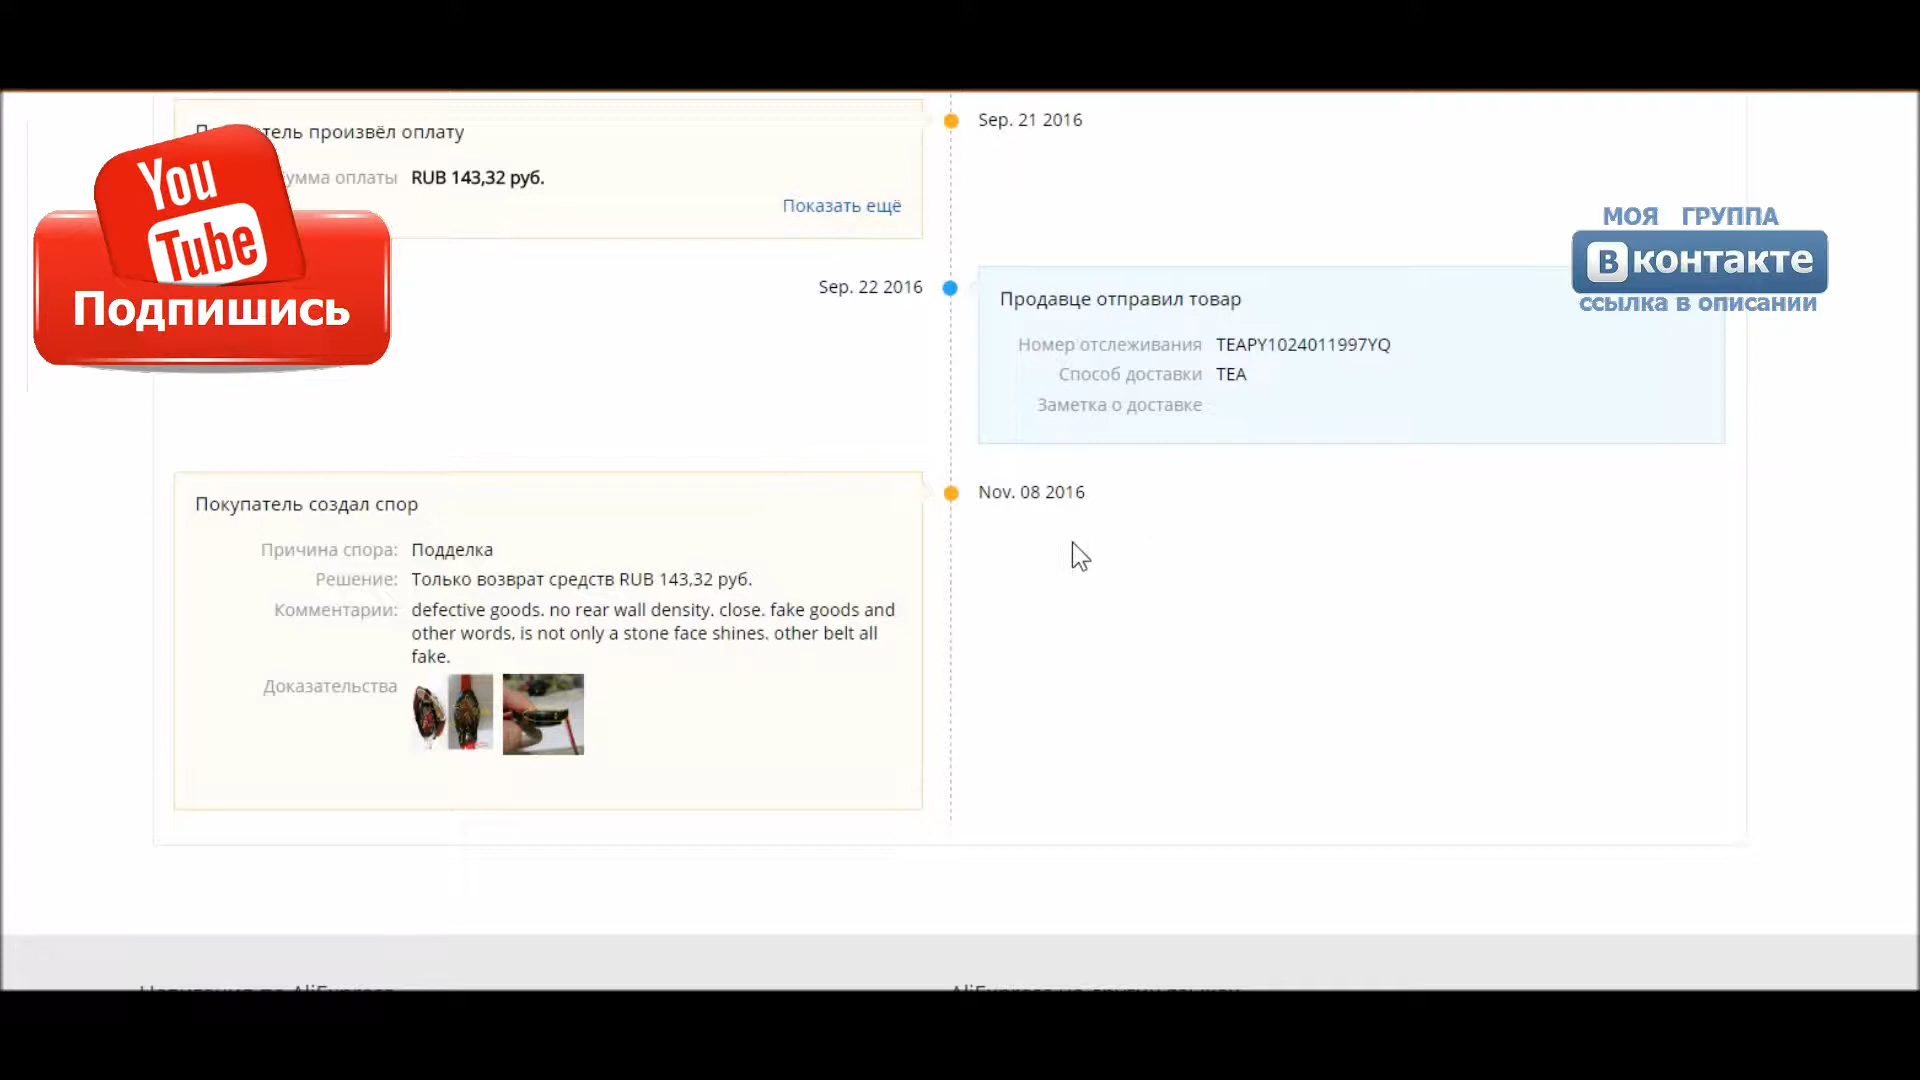 Sep. 21 2016
произвёл оплату
оплаты RUB 143,32 руб.
Показать ещё
You
Tube
Подпишись
МОЯ ГРУППА
В контакте
ссылка в описании
Sep. 22 2016
Продавце отправил товар
Номер отслеживания TEAPY1024011997YQ
Способ доставки TEA
Заметка о доставке
Покупатель создал спор
Nov. 08 2016
Причина спора: Подделка
Решение: Только возврат средств RUB 143,32 руб.
Комментарии: defective goods. no rear wall density. close. fake goods and
other words, is not only a stone face shines. other belt all
fake.
Доказательства